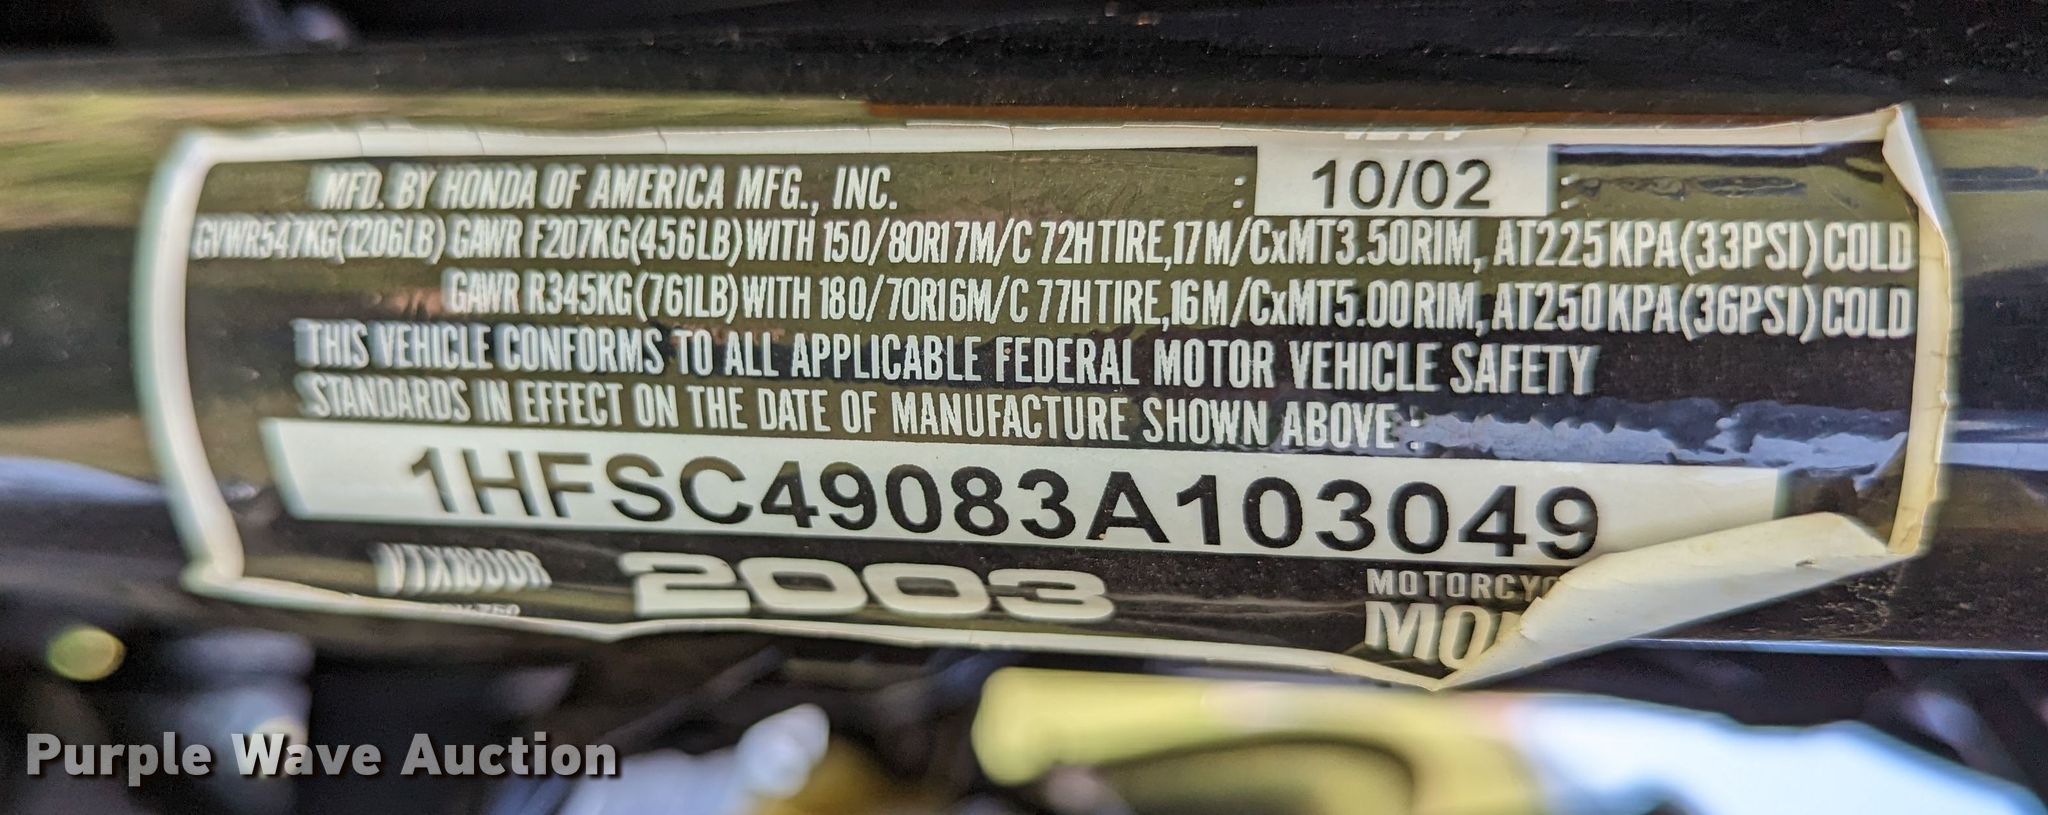 MFD. BY HONDA OF AMERICA MFG., INC. : 10/02 :
GVWR547KG(1206LB) GAWR F207KG(456LB)WITH 150/80R17M/C 72HTIRE,17M/CxMT3.50RIM, AT225KPA(33PSI)COLD
GAWR R345KG(761LB)WITH 180/70R16M/C 77HTIRE,16M/CxMT5.00RIM, AT250KPA(36PSI)COLD
THIS VEHICLE CONFORMS TO ALL APPLICABLE FEDERAL MOTOR VEHICLE SAFETY
STANDARDS IN EFFECT ON THE DATE OF MANUFACTURE SHOWN ABOVE :
1HFSC49083A103049
VTX1800R 2003 MOTORCYC
MO
Purple Wave Auction